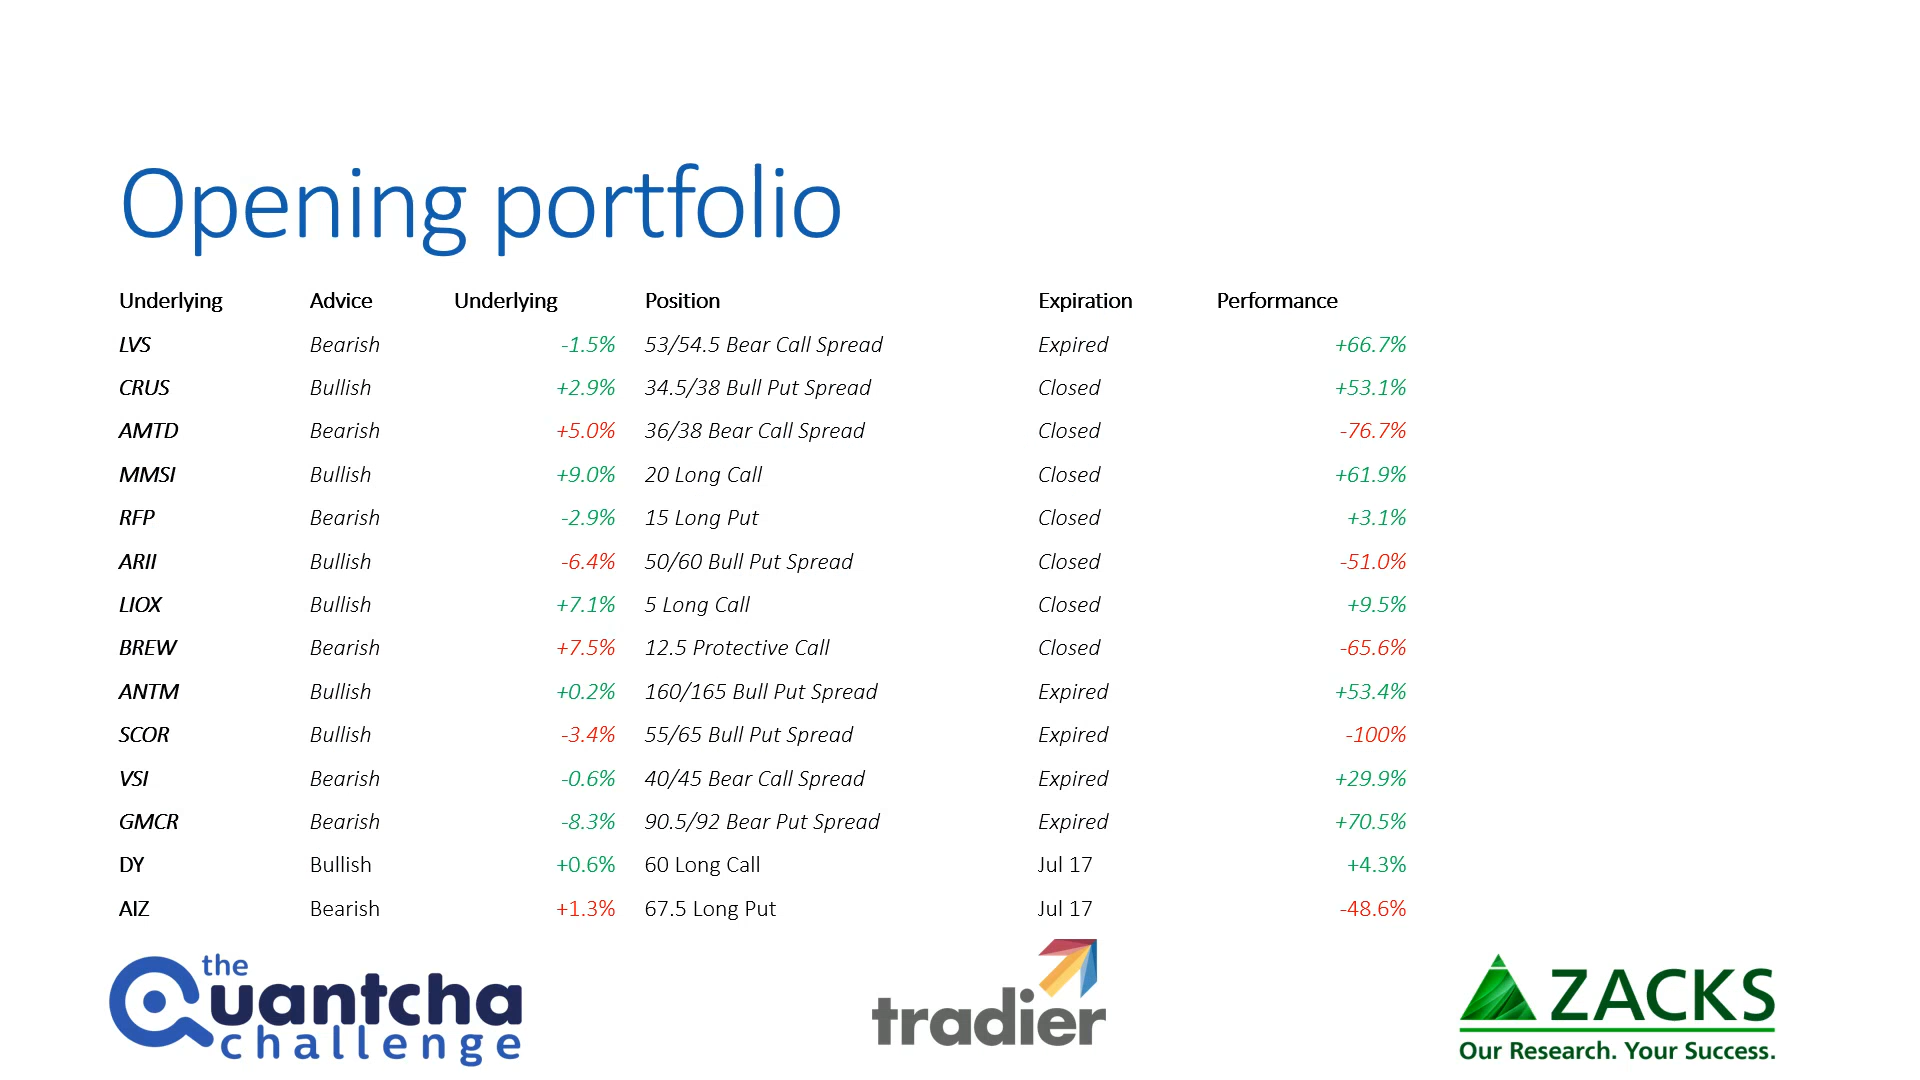 Opening portfolio
Underlying Advice Underlying Position Expiration Performance
LVS Bearish -1.5% 53/54.5 Bear Call Spread Expired +66.7%
CRUS Bullish +2.9% 34.5/38 Bull Put Spread Closed +53.1%
AMTD Bearish +5.0% 36/38 Bear Call Spread Closed -76.7%
MMSI Bullish +9.0% 20 Long Call Closed +61.9%
RFP Bearish -2.9% 15 Long Put Closed +3.1%
ARII Bullish -6.4% 50/60 Bull Put Spread Closed -51.0%
LIOX Bullish +7.1% 5 Long Call Closed +9.5%
BREW Bearish +7.5% 12.5 Protective Call Closed -65.6%
ANTM Bullish +0.2% 160/165 Bull Put Spread Expired +53.4%
SCOR Bullish -3.4% 55/65 Bull Put Spread Expired -100%
VSI Bearish -0.6% 40/45 Bear Call Spread Expired +29.9%
GMCR Bearish -8.3% 90.5/92 Bear Put Spread Expired +70.5%
DY Bullish +0.6% 60 Long Call Jul 17 +4.3%
AIZ Bearish +1.3% 67.5 Long Put Jul 17 -48.6%
the
Quantcha
challenge
tradier
ZACKS
Our Research. Your Success.